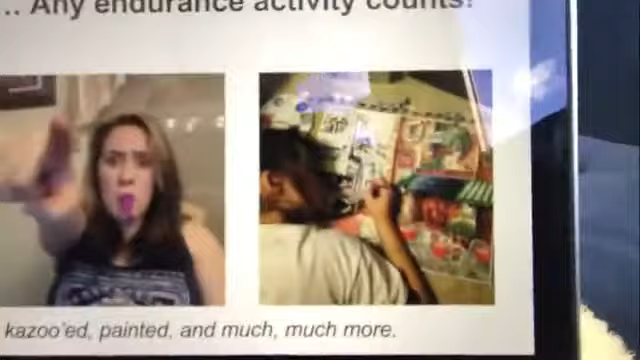 ... Any endurance activity counts!
kazoo'ed, painted, and much, much more.